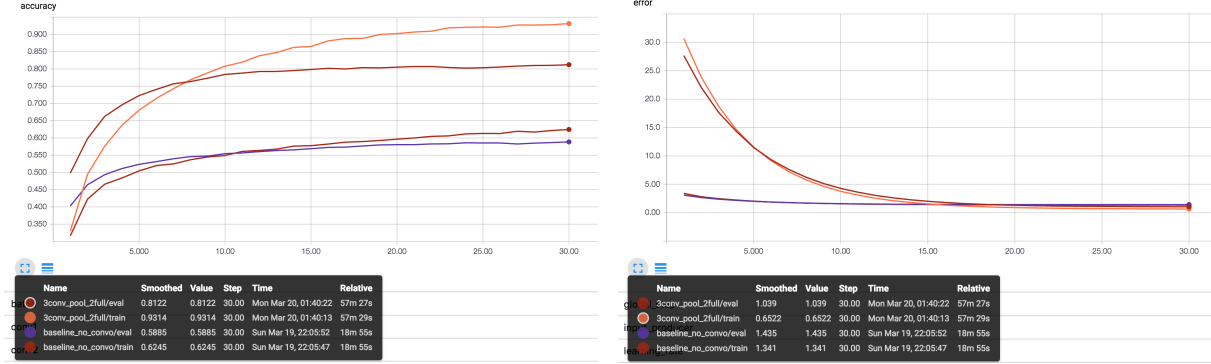 accuracy
0.900
0.850
0.800
0.750
0.700
0.650
0.600
0.550
0.500
0.450
0.400
0.350
5.000 10.00 15.00 20.00 25.00 30.00
Name Smoothed Value Step Time Relative
3conv_pool_2full/eval 0.8122 0.8122 30.00 Mon Mar 20, 01:40:22 57m 27s
3conv_pool_2full/train 0.9314 0.9314 30.00 Mon Mar 20, 01:40:13 57m 29s
baseline_no_convo/eval 0.5885 0.5885 30.00 Sun Mar 19, 22:05:52 18m 55s
baseline_no_convo/train 0.6245 0.6245 30.00 Sun Mar 19, 22:05:47 18m 55s
error
30.0
25.0
20.0
15.0
10.0
5.00
0.00
5.000 10.00 15.00 20.00 25.00 30.00
Name Smoothed Value Step Time Relative
3conv_pool_2full/eval 1.039 1.039 30.00 Mon Mar 20, 01:40:22 57m 27s
3conv_pool_2full/train 0.6522 0.6522 30.00 Mon Mar 20, 01:40:13 57m 29s
baseline_no_convo/eval 1.435 1.435 30.00 Sun Mar 19, 22:05:52 18m 55s
baseline_no_convo/train 1.341 1.341 30.00 Sun Mar 19, 22:05:47 18m 55s